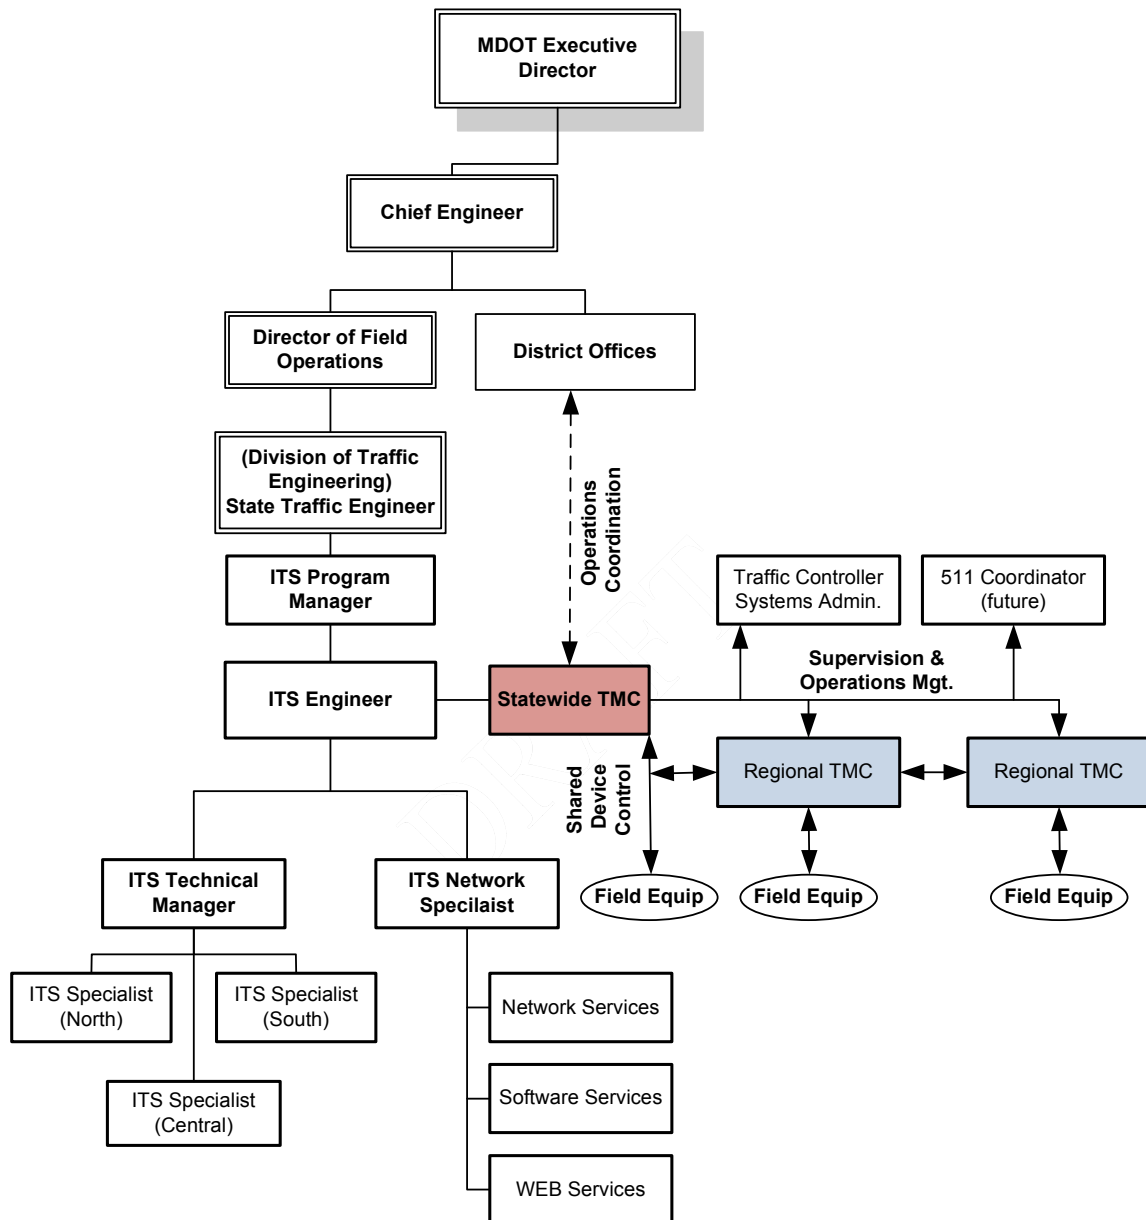 MDOT Executive
Director
Chief Engineer
Director of Field
Operations
District Offices
(Division of Traffic
Engineering)
State Traffic Engineer
Operations
Coordination
ITS Program
Manager
Traffic Controller
Systems Admin.
511 Coordinator
(future)
ITS Engineer
Statewide TMC
Supervision &
Operations Mgt.
Shared
Device
Control
Regional TMC
Regional TMC
DRAFT
ITS Technical
Manager
ITS Network
Specilaist
Field Equip
Field Equip
Field Equip
ITS Specialist
(North)
ITS Specialist
(South)
Network Services
ITS Specialist
(Central)
Software Services
WEB Services